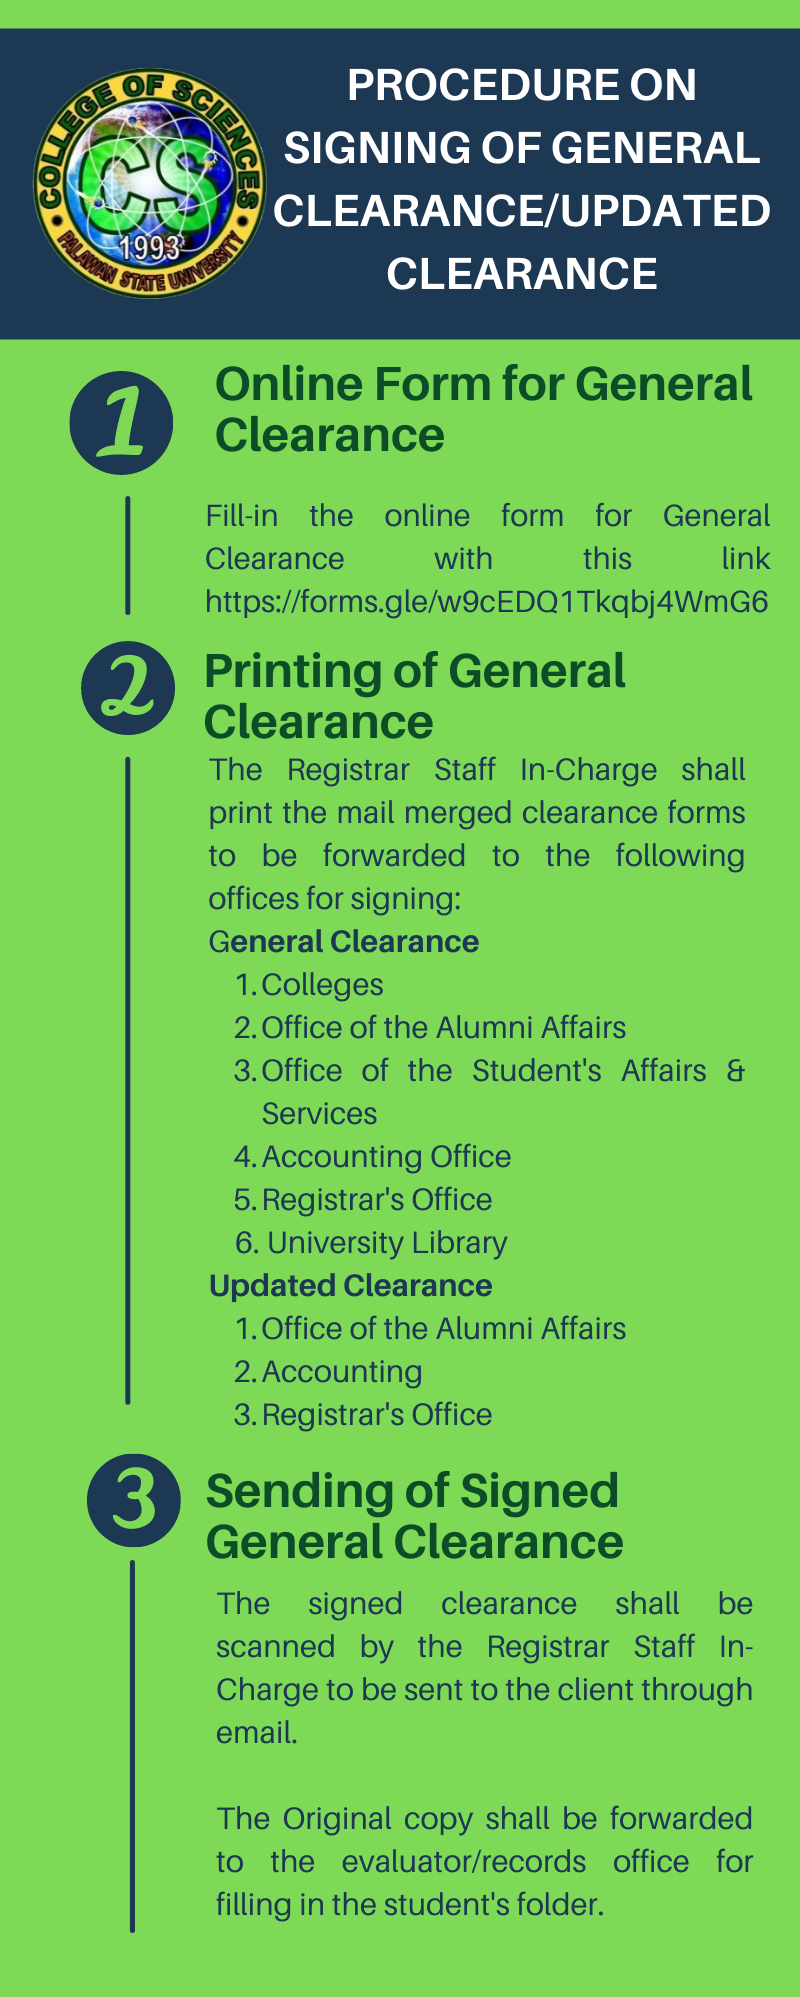 COLLEGE OF SCIENCES
CS
1993
PALAWAN STATE UNIVERSITY
PROCEDURE ON
SIGNING OF GENERAL
CLEARANCE/UPDATED
CLEARANCE
1
Online Form for General
Clearance
Fill-in the online form for General
Clearance with this link
https://forms.gle/w9cEDQ1Tkqbj4WmG6
2
Printing of General
Clearance
The Registrar Staff In-Charge shall
print the mail merged clearance forms
to be forwarded to the following
offices for signing:
General Clearance
1. Colleges
2. Office of the Alumni Affairs
3. Office of the Student's Affairs &
Services
4. Accounting Office
5. Registrar's Office
6. University Library
Updated Clearance
1. Office of the Alumni Affairs
2. Accounting
3. Registrar's Office
3
Sending of Signed
General Clearance
The signed clearance shall be
scanned by the Registrar Staff In-
Charge to be sent to the client through
email.
The Original copy shall be forwarded
to the evaluator/records office for
filling in the student's folder.